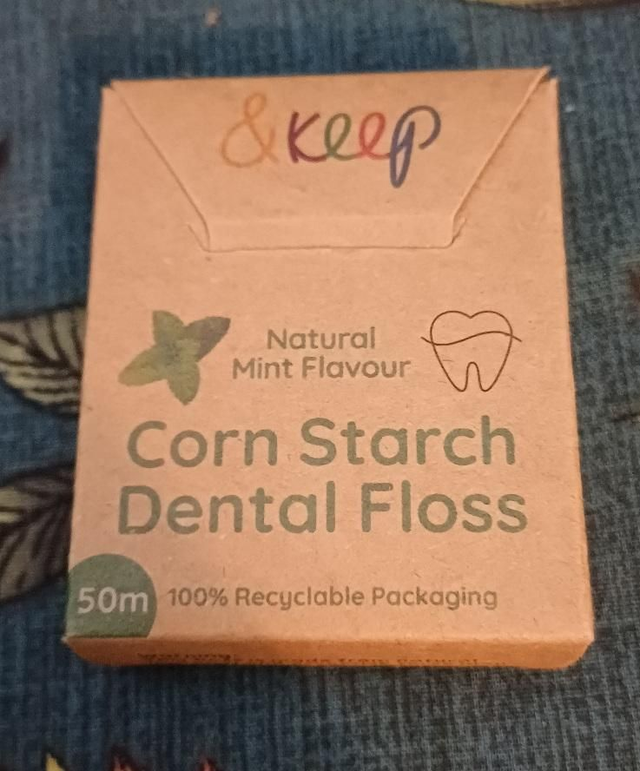 &Keep
Natural
Mint Flavour
Corn Starch
Dental Floss
50m
100% Recyclable Packaging